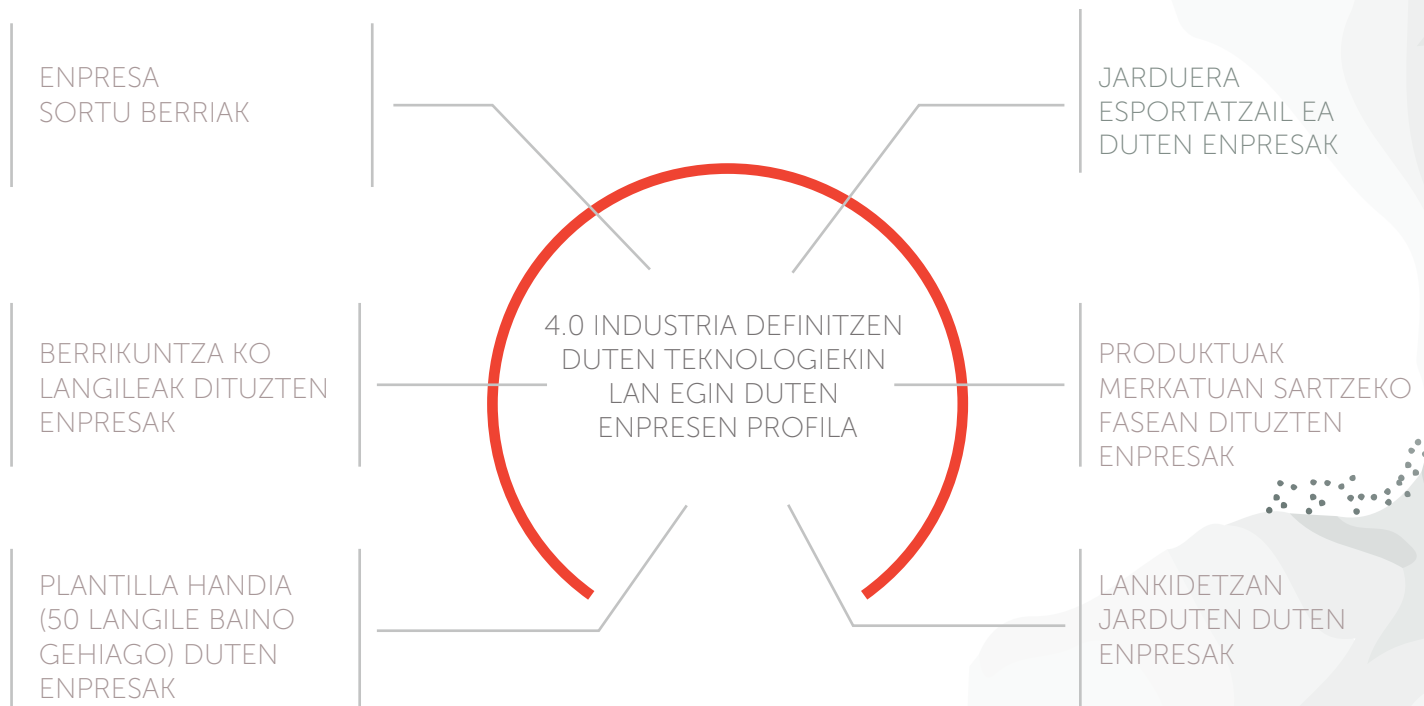 ENPRESA
SORTU BERRIAK
JARDUERA
ESPORTATZAIL EA
DUTEN ENPRESAK
4.0 INDUSTRIA DEFINITZEN
DUTEN TEKNOLOGIEKIN
LAN EGIN DUTEN
ENPRESEN PROFILA
BERRIKUNTZA KO
LANGILEAK DITUZTEN
ENPRESAK
PRODUKTUAK
MERKATUAN SARTZEKO
FASEAN DITUZTEN
ENPRESAK
PLANTILLA HANDIA
(50 LANGILE BAINO
GEHIAGO) DUTEN
ENPRESAK
LANKIDETZAN
JARDUTEN DUTEN
ENPRESAK